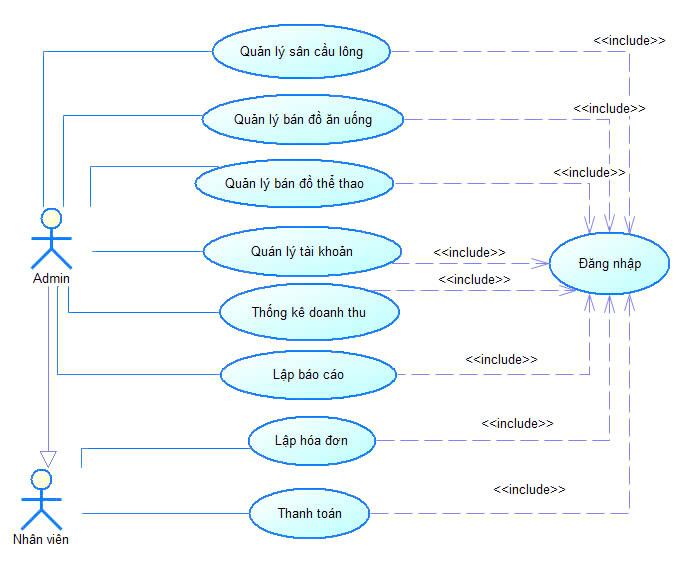 <<include>>
Quản lý sân cầu lông
<<include>>
Quản lý bán đồ ăn uống
<<include>>
Quản lý bán đồ thể thao
<<include>>
Quán lý tài khoản
Đăng nhập
Admin
<<include>>
Thống kê doanh thu
<<include>>
Lập báo cáo
<<include>>
Lập hóa đơn
<<include>>
Thanh toán
Nhân viên